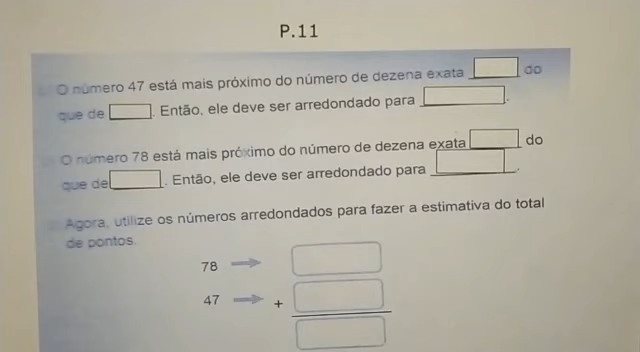 P.11
O número 47 está mais próximo do número de dezena exata do
que de . Então, ele deve ser arredondado para .
O número 78 está mais próximo do número de dezena exata do
que de . Então, ele deve ser arredondado para .
Agora, utilize os números arredondados para fazer a estimativa do total
de pontos.
78
47 +